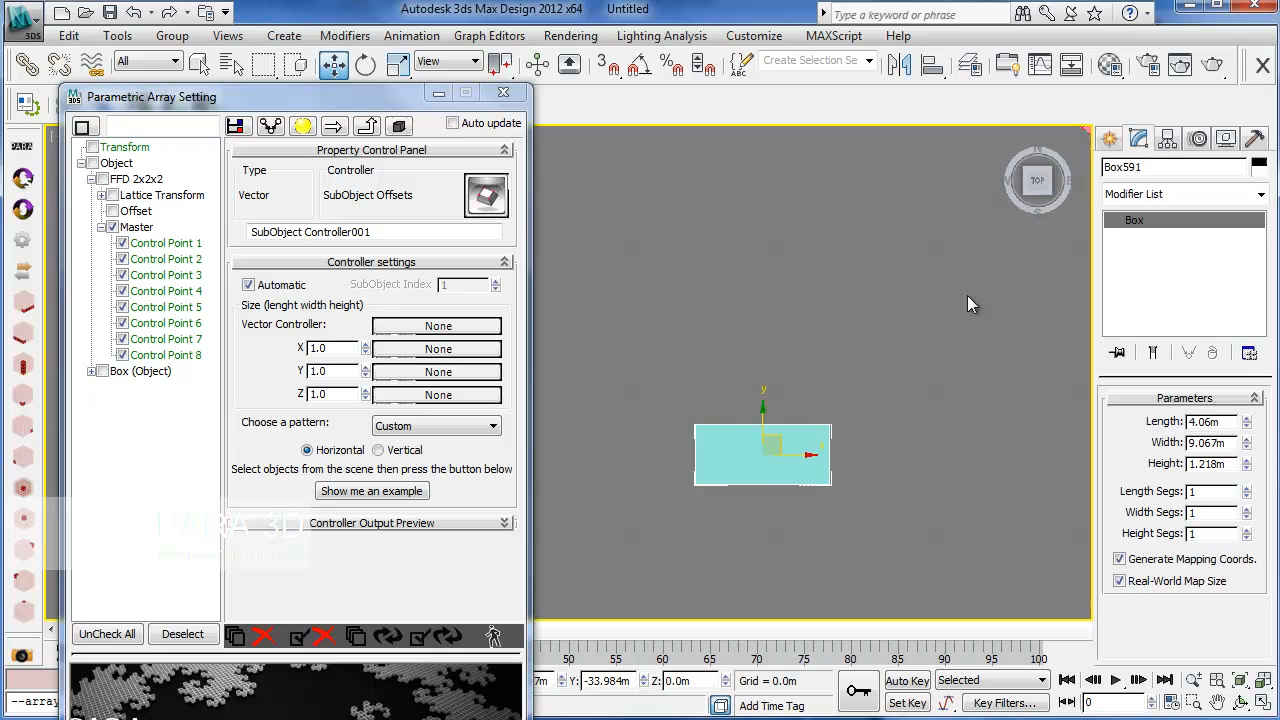 3DS
Autodesk 3ds Max Design 2012 x64 Untitled
Type a keyword or phrase
Edit Tools Group Views Create Modifiers Animation Graph Editors Rendering Lighting Analysis Customize MAXScript Help
All View Create Selection Se
Parametric Array Setting
PARA
Auto update
Transform
Object
FFD 2x2x2
Lattice Transform
Offset
Master
Control Point 1
Control Point 2
Control Point 3
Control Point 4
Control Point 5
Control Point 6
Control Point 7
Control Point 8
Box (Object)
UnCheck All Deselect
Property Control Panel
Type Controller
Vector SubObject Offsets
SubObject Controller001
Controller settings
Automatic SubObject Index 1
Size (lenght width height)
Vector Controller: None
X 1.0 None
Y 1.0 None
Z 1.0 None
Choose a pattern: Custom
Horizontal Vertical
Select objects from the scene then press the button below
Show me an example
Controller Output Preview
TOP
N
S
y
Box591
Modifier List
Box
Parameters
Length: 4.06m
Width: 9.067m
Height: 1.218m
Length Segs: 1
Width Segs: 1
Height Segs: 1
Generate Mapping Coords.
Real-World Map Size
50 55 60 65 70 75 80 85 90 95 100
7m Y: -33.984m Z: 0.0m Grid = 0.0m
Add Time Tag
Auto Key Selected
Set Key Key Filters... 0
--array